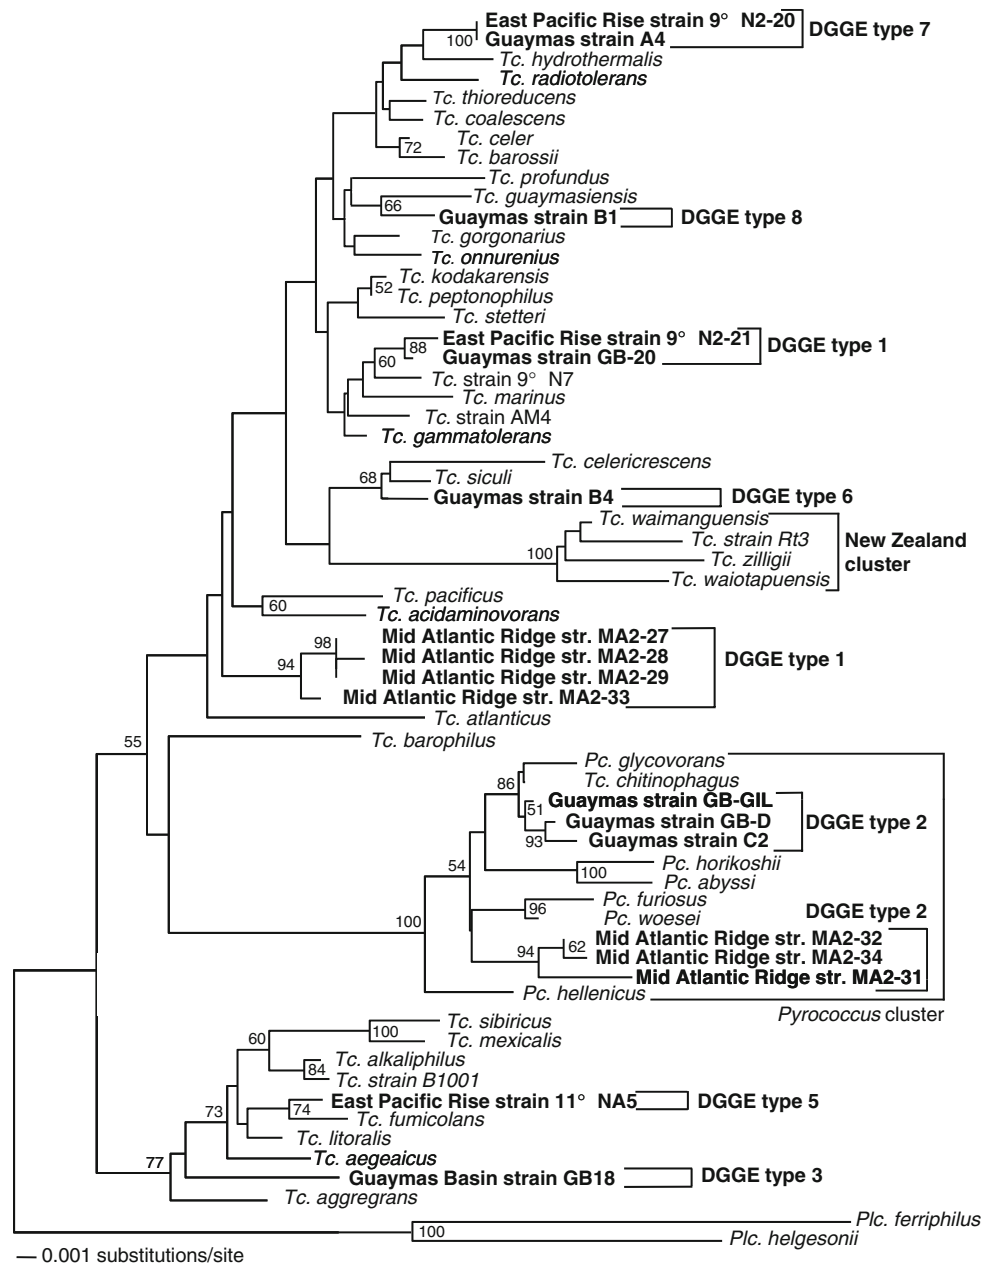 East Pacific Rise strain 9° N2-20
100
Guaymas strain A4
DGGE type 7
Tc. hydrothermalis
Tc. radiotolerans
Tc. thioreducens
Tc. coalescens
Tc. celer
72
Tc. barossii
Tc. profundus
Tc. guaymasiensis
66
Guaymas strain B1
DGGE type 8
Tc. gorgonarius
Tc. onnurenius
Tc. kodakarensis
52
Tc. peptonophilus
Tc. stetteri
East Pacific Rise strain 9° N2-21
88
DGGE type 1
Guaymas strain GB-20
60
Tc. strain 9° N7
Tc. marinus
Tc. strain AM4
Tc. gammatolerans
Tc. celericrescens
68
Tc. siculi
Guaymas strain B4
DGGE type 6
Tc. waimanguensis
Tc. strain Rt3
New Zealand
cluster
100
Tc. zilligii
Tc. waiotapuensis
Tc. pacificus
60
Tc. acidaminovorans
Mid Atlantic Ridge str. MA2-27
98
Mid Atlantic Ridge str. MA2-28
DGGE type 1
94
Mid Atlantic Ridge str. MA2-29
Mid Atlantic Ridge str. MA2-33
Tc. atlanticus
55
Tc. barophilus
Pc. glycovorans
86
Tc. chitinophagus
Guaymas strain GB-GIL
51
Guaymas strain GB-D
DGGE type 2
93
Guaymas strain C2
54
Pc. horikoshii
100
Pc. abyssi
Pc. furiosus
96
Pc. woesei
DGGE type 2
100
Mid Atlantic Ridge str. MA2-32
62
94
Mid Atlantic Ridge str. MA2-34
Mid Atlantic Ridge str. MA2-31
Pc. hellenicus
Pyrococcus cluster
Tc. sibiricus
60
100
Tc. mexicalis
Tc. alkaliphilus
84
Tc. strain B1001
East Pacific Rise strain 11° NA5
DGGE type 5
73
74
Tc. fumicolans
Tc. litoralis
Tc. aegeaicus
77
Guaymas Basin strain GB18
DGGE type 3
Tc. aggregrans
Plc. ferriphilus
100
Plc. helgesonii
0.001 substitutions/site